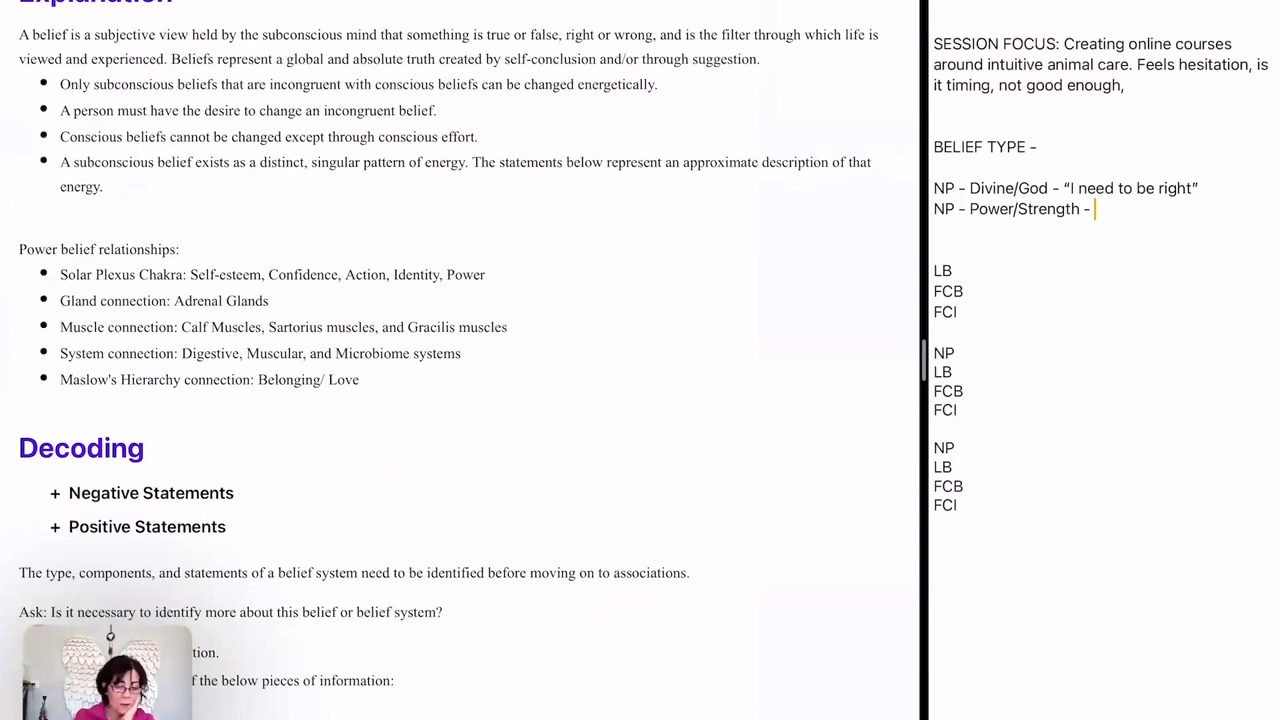 Explanation
A belief is a subjective view held by the subconscious mind that something is true or false, right or wrong, and is the filter through which life is
viewed and experienced. Beliefs represent a global and absolute truth created by self-conclusion and/or through suggestion.
• Only subconscious beliefs that are incongruent with conscious beliefs can be changed energetically.
• A person must have the desire to change an incongruent belief.
• Conscious beliefs cannot be changed except through conscious effort.
• A subconscious belief exists as a distinct, singular pattern of energy. The statements below represent an approximate description of that
energy.
Power belief relationships:
• Solar Plexus Chakra: Self-esteem, Confidence, Action, Identity, Power
• Gland connection: Adrenal Glands
• Muscle connection: Calf Muscles, Sartorius muscles, and Gracilis muscles
• System connection: Digestive, Muscular, and Microbiome systems
• Maslow's Hierarchy connection: Belonging/ Love
Decoding
+ Negative Statements
+ Positive Statements
The type, components, and statements of a belief system need to be identified before moving on to associations.
Ask: Is it necessary to identify more about this belief or belief system?
tion.
f the below pieces of information:
SESSION FOCUS: Creating online courses
around intuitive animal care. Feels hesitation, is
it timing, not good enough,
BELIEF TYPE -
NP - Divine/God - “I need to be right”
NP - Power/Strength -
LB
FCB
FCI
NP
LB
FCB
FCI
NP
LB
FCB
FCI